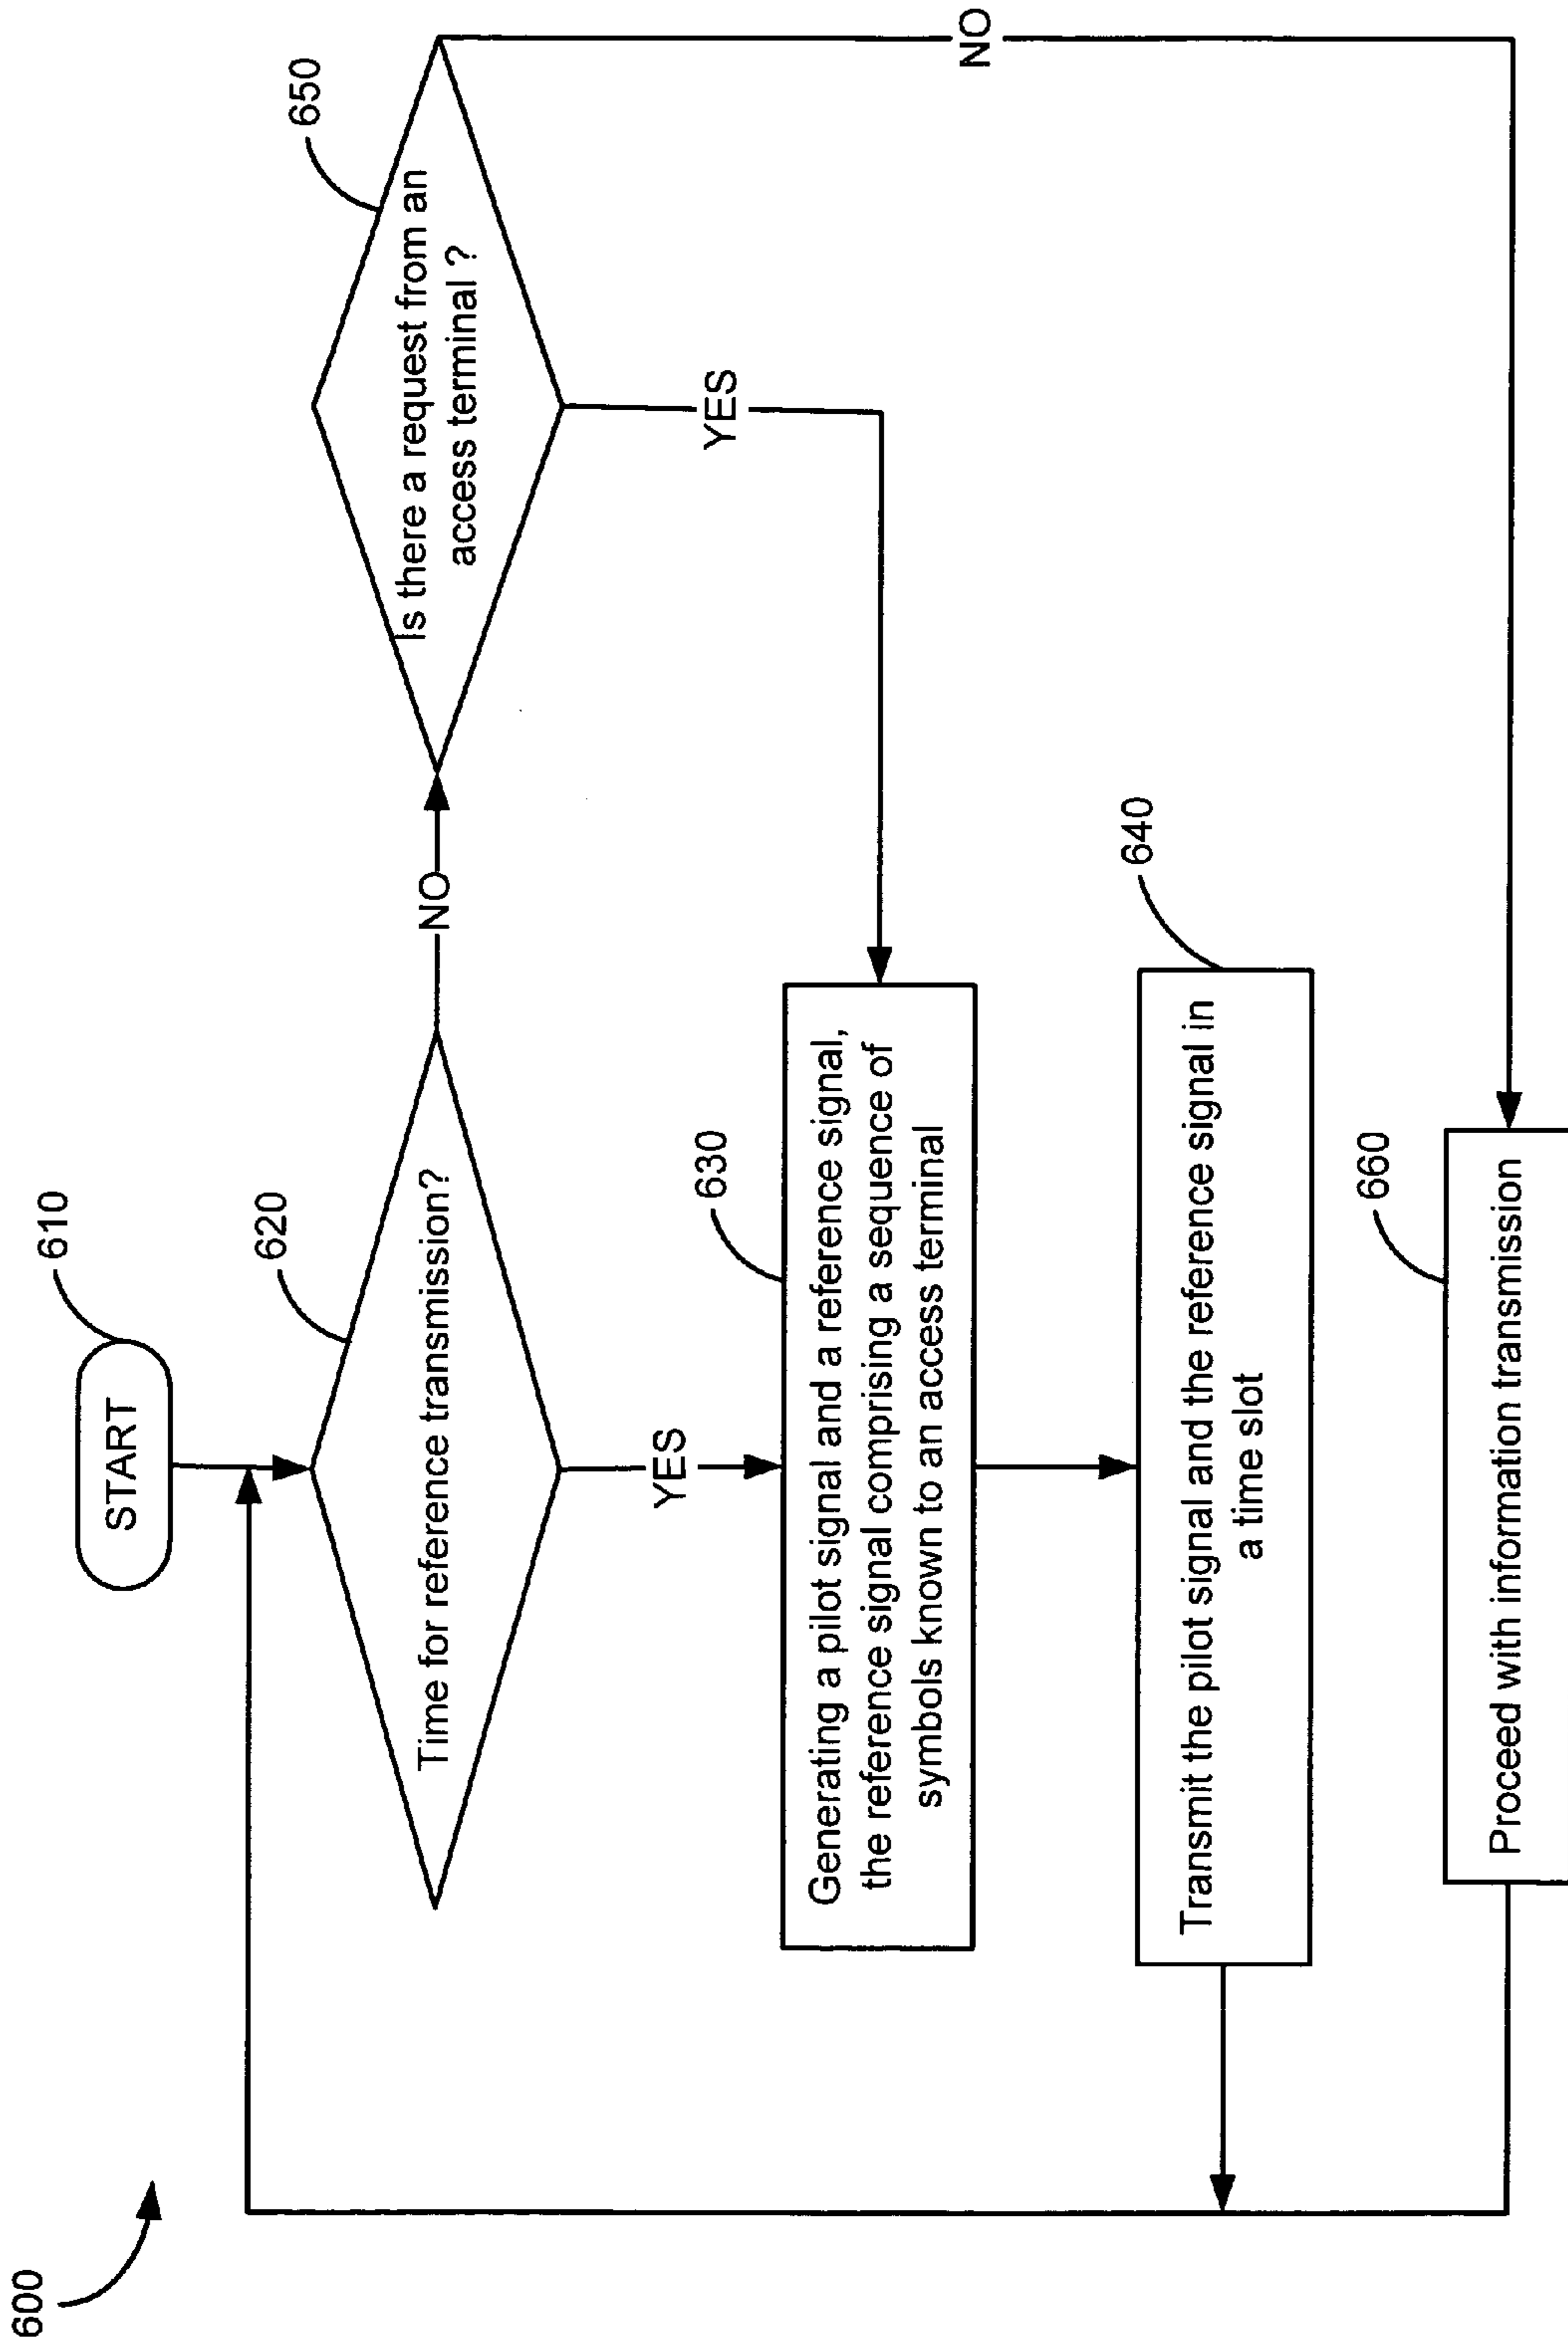 600
START
610
Time for reference transmission?
620
NO
Is there a request from an
access terminal ?
650
YES
YES
NO
Generating a pilot signal and a reference signal,
the reference signal comprising a sequence of
symbols known to an access terminal
630
Transmit the pilot signal and the reference signal in
a time slot
640
Proceed with information transmission
660